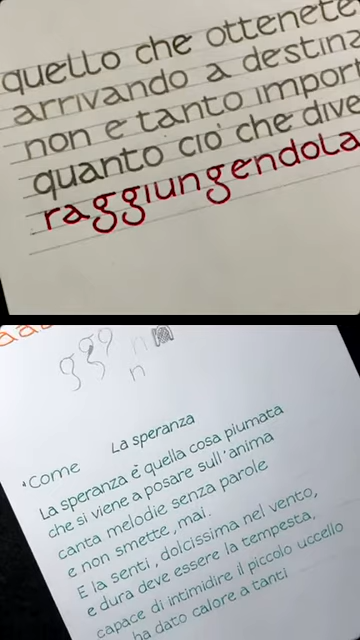 quello che ottenete
arrivando a destina
non e tanto import
quanto ciò che dive
raggiungendola
aaa
g g g n n
n
La speranza
Come
La speranza è quella cosa piumata
che si viene a posare sull'anima
canta melodie senza parole
e non smette, mai.
E la senti, dolcissima nel vento,
e dura deve essere la tempesta,
capace di intimidire il piccolo uccello
ha dato calore a tanti